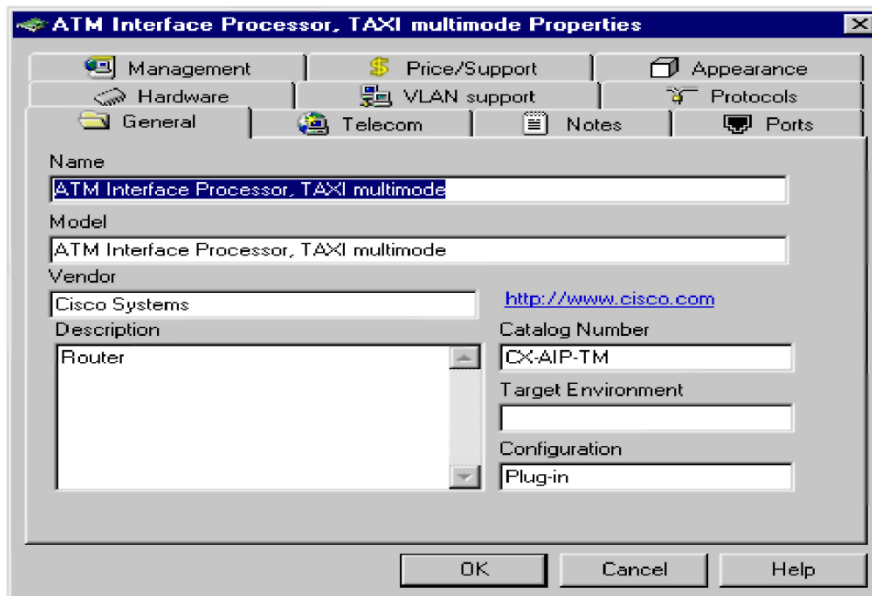 ATM Interface Processor, TAXI multimode Properties
Management Price/Support Appearance
Hardware VLAN support Protocols
General Telecom Notes Ports
Name
ATM Interface Processor, TAXI multimode
Model
ATM Interface Processor, TAXI multimode
Vendor
Cisco Systems
http://www.cisco.com
Description
Router
Catalog Number
CX-AIP-TM
Target Environment
Configuration
Plug-in
OK Cancel Help